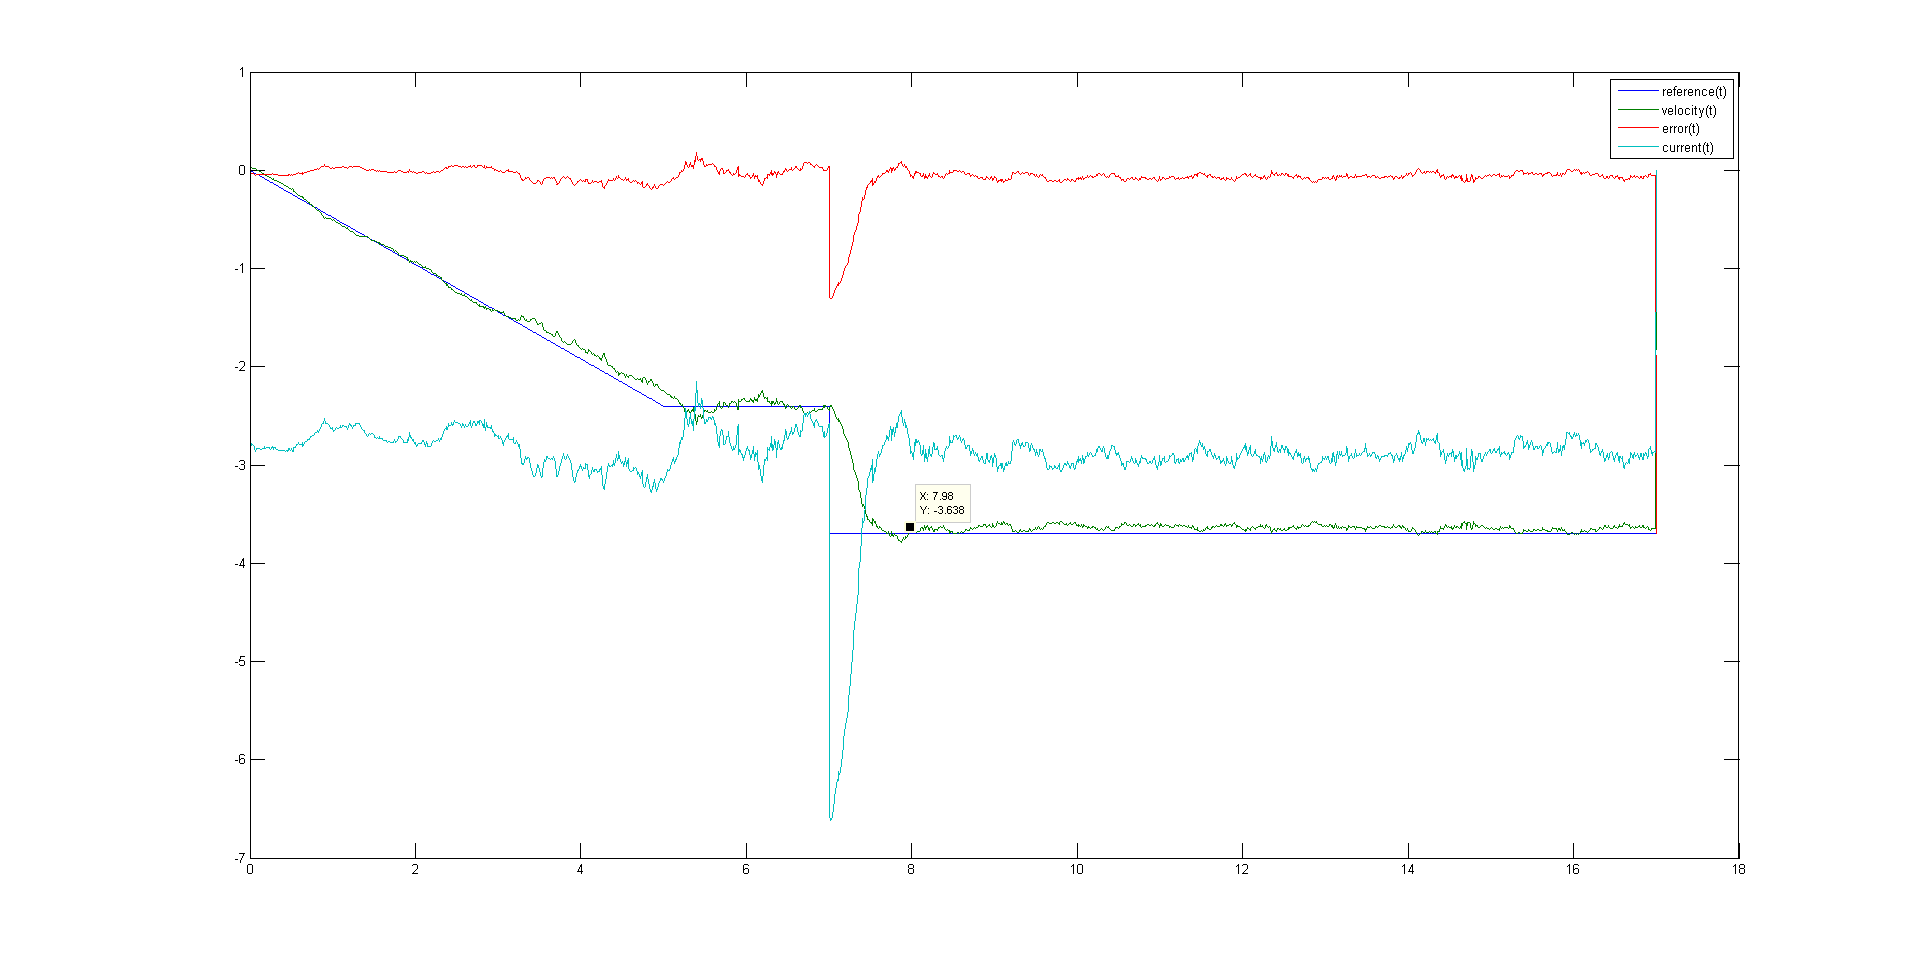 1
0
-1
-2
-3
-4
-5
-6
-7
0 2 4 6 8 10 12 14 16 18
reference(t)
velocity(t)
error(t)
current(t)
X: 7.98
Y: -3.638